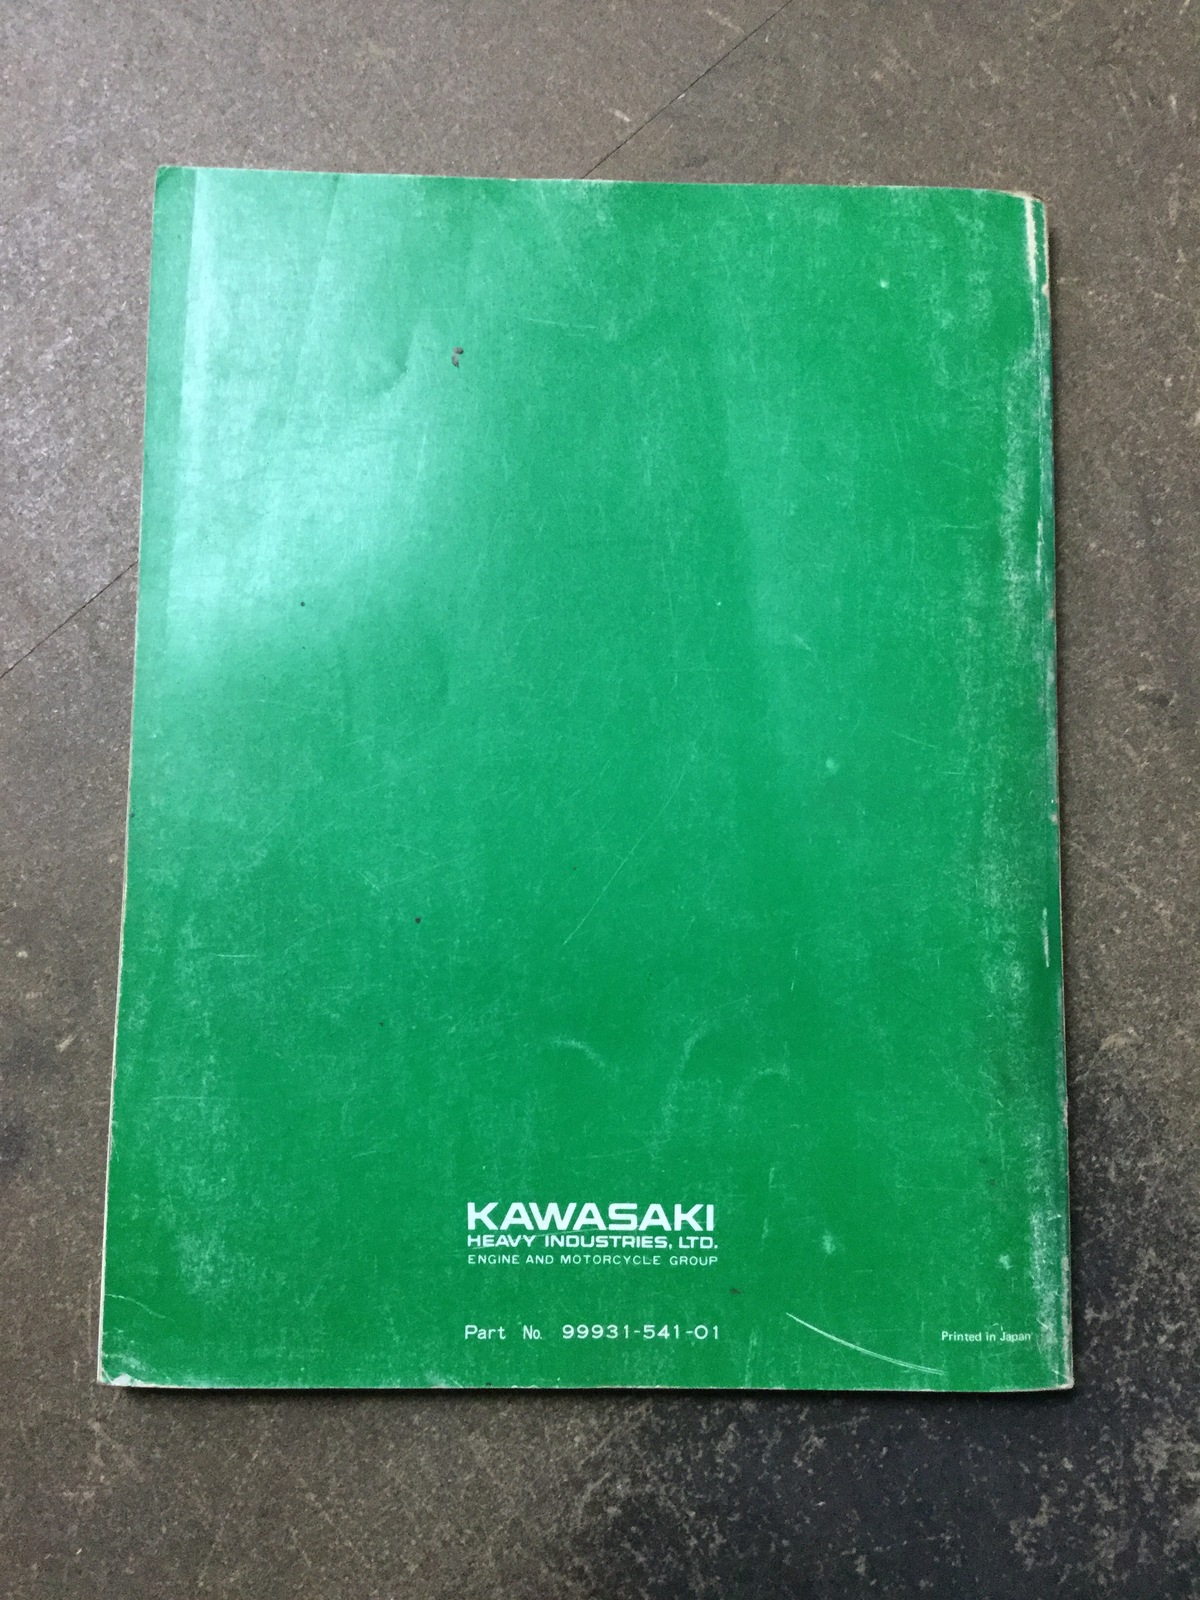 KAWASAKI
HEAVY INDUSTRIES, LTD.
ENGINE AND MOTORCYCLE GROUP
Part No. 99931-541-01
Printed in Japan